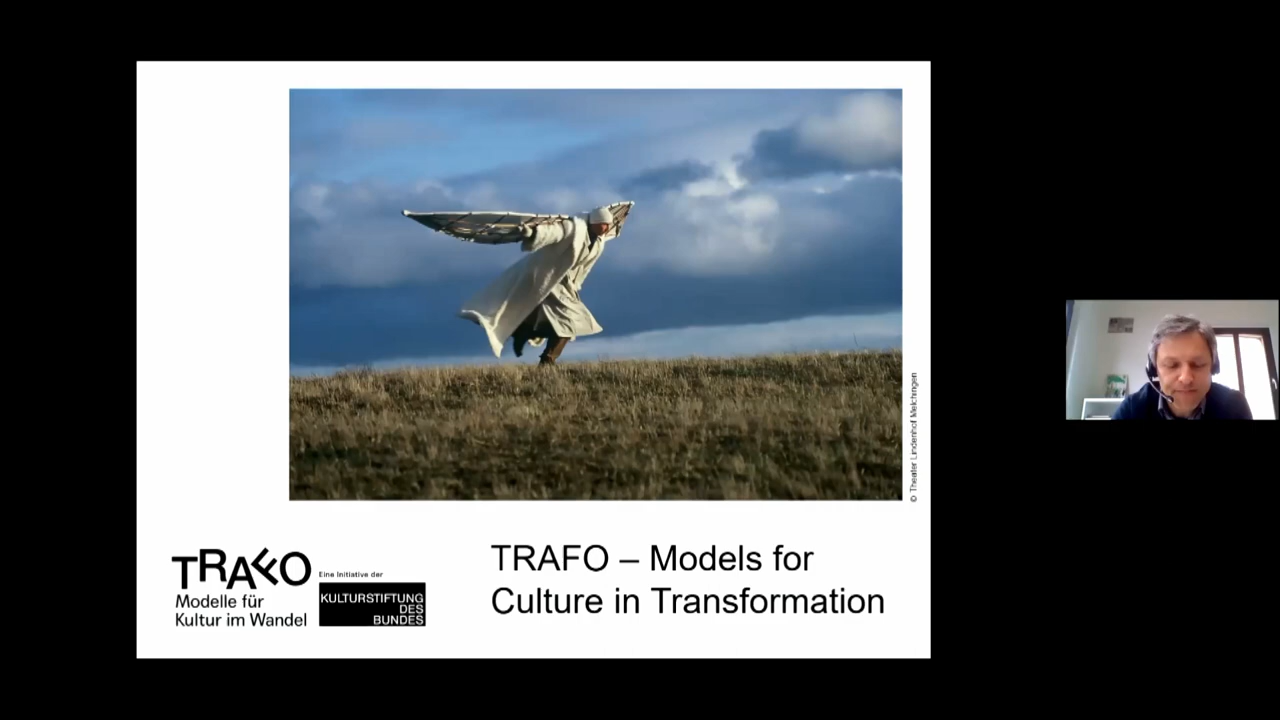 © Theater Lindenhof Melchingen
TRAFO
Modelle für
Kultur im Wandel
Eine Initiative der
KULTURSTIFTUNG
DES
BUNDES
TRAFO – Models for
Culture in Transformation